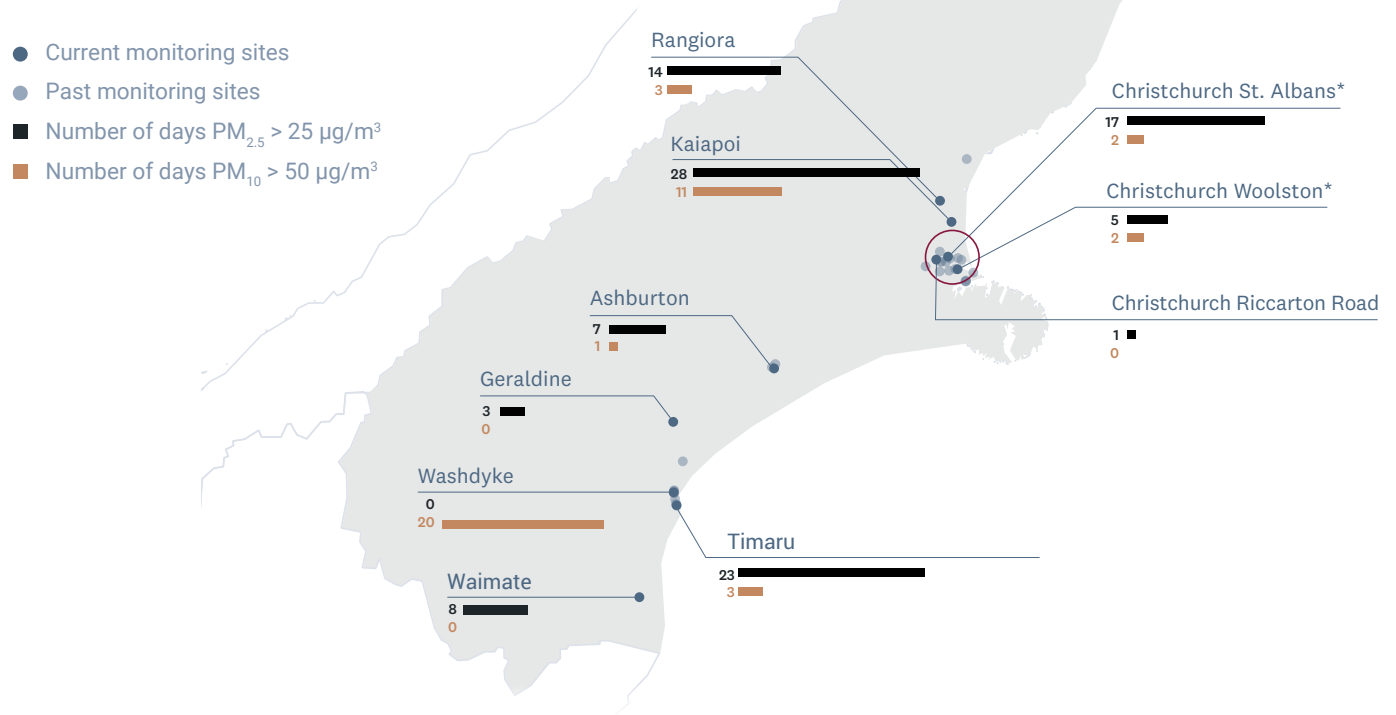 Current monitoring sites
Past monitoring sites
Number of days PM2.5 > 25 µg/m³
Number of days PM10 > 50 µg/m³
Rangiora
14
3
Kaiapoi
28
11
Christchurch St. Albans*
17
2
Christchurch Woolston*
5
2
Christchurch Riccarton Road
1
0
Ashburton
7
1
Geraldine
3
0
Washdyke
0
20
Timaru
23
3
Waimate
8
0